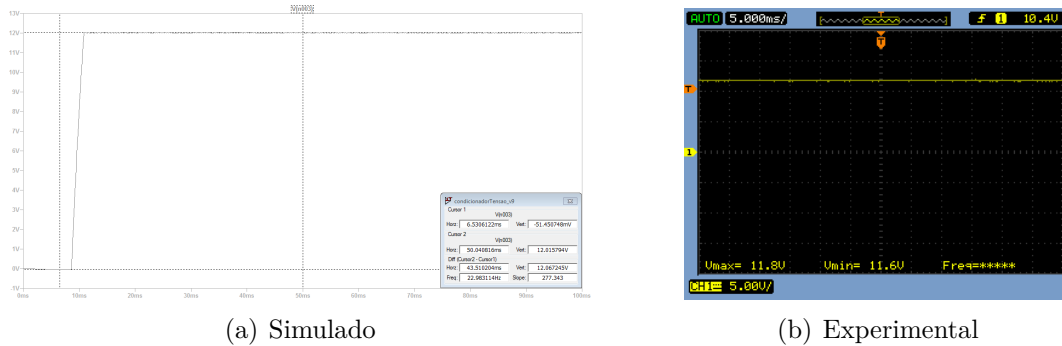 V(n003)
13V
12V
11V
10V
9V
8V
7V
6V
5V
4V
3V
2V
1V
0V
-1V
0ms 10ms 20ms 30ms 40ms 50ms 60ms 70ms 80ms 90ms 100ms
condicionadorTensao_v9
Cursor 1
V(n003)
Horz: 6.5306122ms Vert: -51.450748mV
Cursor 2
V(n003)
Horz: 50.040816ms Vert: 12.015794V
Diff (Cursor2 - Cursor1)
Horz: 43.510204ms Vert: 12.067245V
Freq: 22.983114Hz Slope: 277.343
(a) Simulado
AUTO 5.000ms/ T 1 10.4V
T
T
1
Vmax= 11.8V Vmin= 11.6V Freq=*****
CH1 5.00V/
(b) Experimental